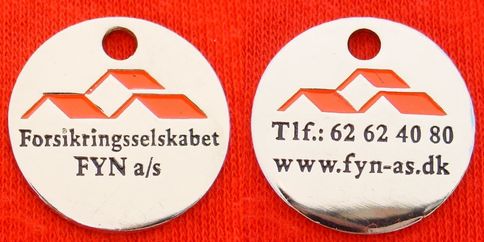 Forsikringsselskabet
FYN a/s
Tlf.: 62 62 40 80
www.fyn-as.dk